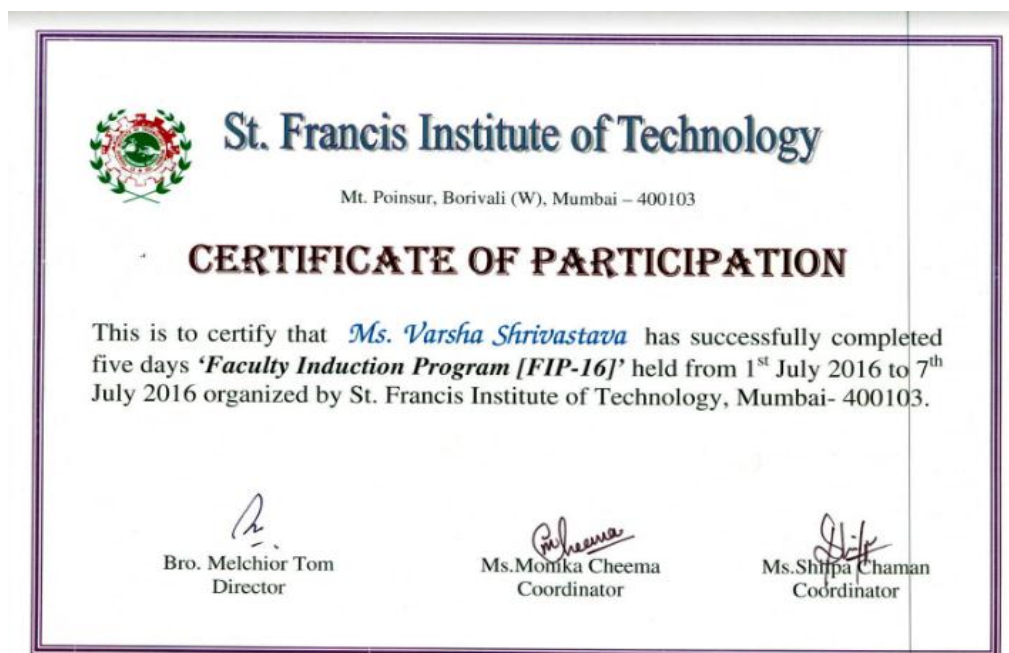 St. Francis Institute of Technology
Mt. Poinsur, Borivali (W), Mumbai – 400103
CERTIFICATE OF PARTICIPATION
This is to certify that Ms. Varsha Shrivastava has successfully completed
five days ‘Faculty Induction Program [FIP-16]’ held from 1st July 2016 to 7th
July 2016 organized by St. Francis Institute of Technology, Mumbai- 400103.
Cheema
Bro. Melchior Tom
Ms.Monika Cheema
Ms.Shilpa Chaman
Director
Coordinator
Coordinator